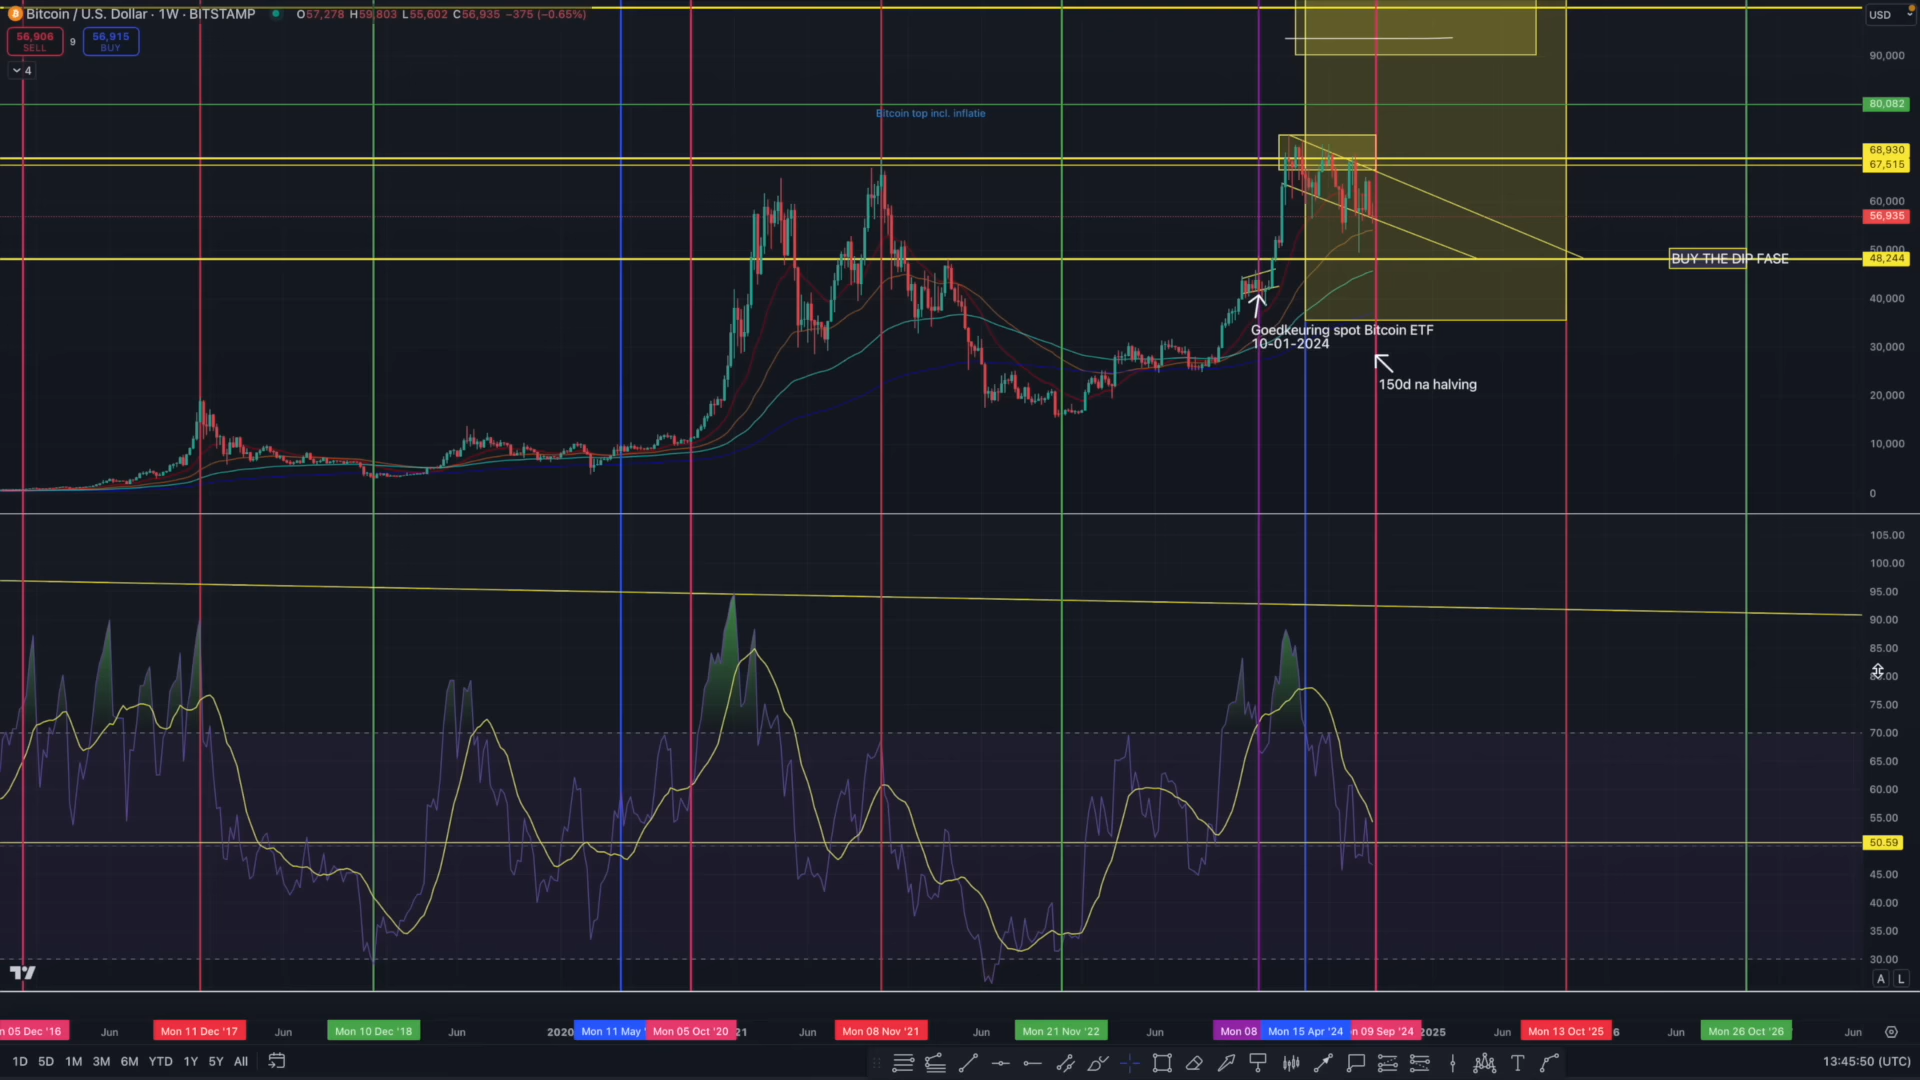 Bitcoin / U.S. Dollar · 1W · BITSTAMP O57,278 H59,803 L55,602 C56,935 −375 (−0.65%)
USD
56,906
SELL
9
56,915
BUY
4
90,000
80,082
Bitcoin top incl. inflatie
68,930
67,515
60,000
56,935
50,000
BUY THE DIP FASE
48,244
40,000
Goedkeuring spot Bitcoin ETF
10-01-2024
30,000
150d na halving
20,000
10,000
0
105.00
100.00
95.00
90.00
85.00
80.00
75.00
70.00
65.00
60.00
55.00
50.59
45.00
40.00
35.00
30.00
A L
n 05 Dec '16 Jun Mon 11 Dec '17 Jun Mon 10 Dec '18 Jun 2020 Mon 11 May ' Mon 05 Oct '20 21 Jun Mon 08 Nov '21 Jun Mon 21 Nov '22 Jun Mon 08 Mon 15 Apr '24 n 09 Sep '24 2025 Jun Mon 13 Oct '25 6 Jun Mon 26 Oct '26 Jun
1D 5D 1M 3M 6M YTD 1Y 5Y All
13:45:50 (UTC)